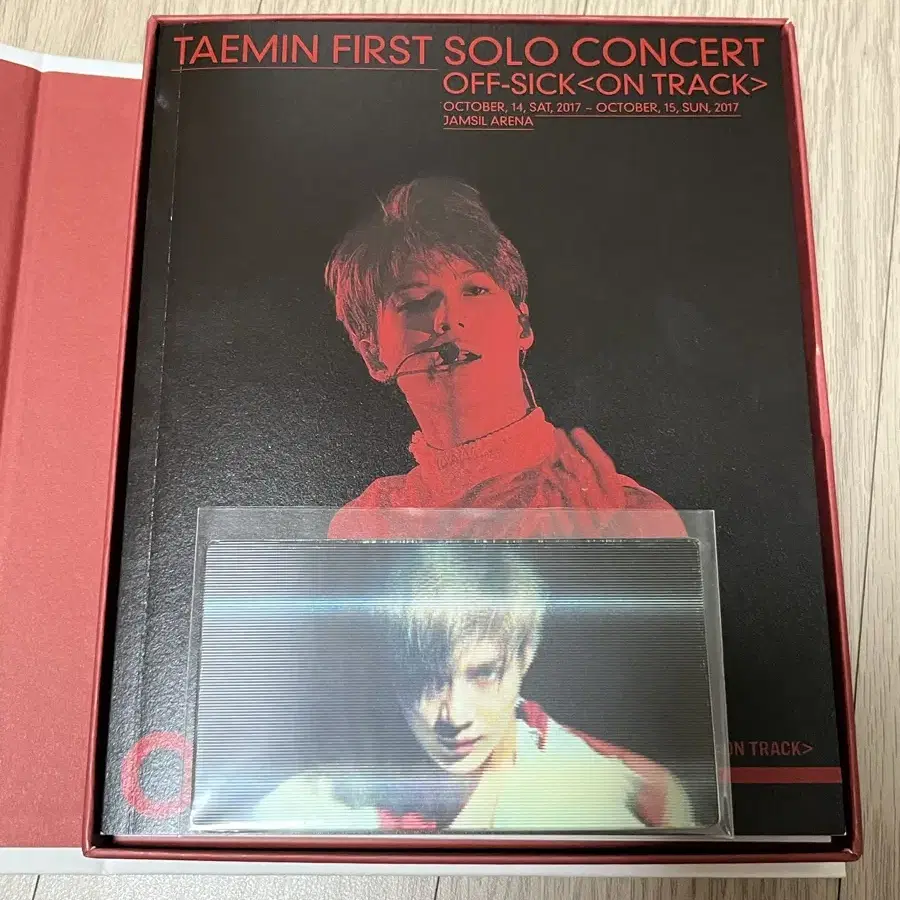 TAEMIN FIRST SOLO CONCERT
OFF-SICK<ON TRACK>
OCTOBER, 14, SAT, 2017 – OCTOBER, 15, SUN, 2017
JAMSIL ARENA
ON TRACK>